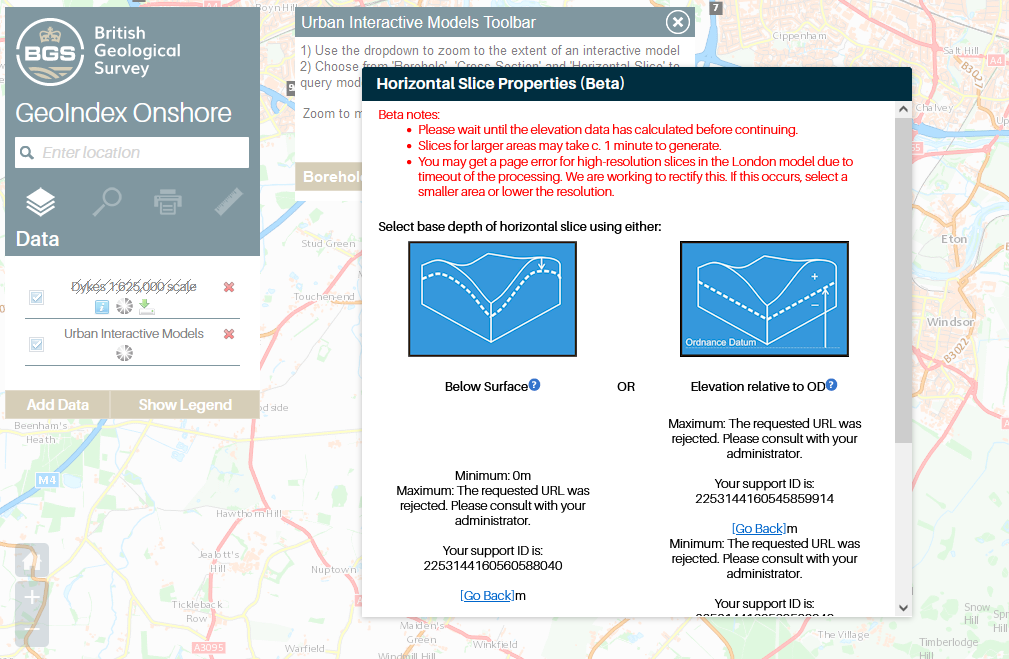 BGS
British
Geological
Survey
GeoIndex Onshore
Enter location
Data
Dykes 1:625,000 scale
Urban Interactive Models
Add Data
Show Legend
Urban Interactive Models Toolbar
1) Use the dropdown to zoom to the extent of an interactive model
2) Choose from 'Borehole', 'Cross Section' and 'Horizontal Slice' to
query mod
Zoom to m
Borehol
Horizontal Slice Properties (Beta)
Beta notes:
Please wait until the elevation data has calculated before continuing.
Slices for larger areas may take c. 1 minute to generate.
You may get a page error for high-resolution slices in the London model due to
timeout of the processing. We are working to rectify this. If this occurs, select a
smaller area or lower the resolution.
Select base depth of horizontal slice using either:
Ordnance Datum
Below Surface?
OR
Elevation relative to OD?
Minimum: 0m
Maximum: The requested URL was
rejected. Please consult with your
administrator.
Your support ID is:
2253144160560588040
[Go Back]m
Maximum: The requested URL was
rejected. Please consult with your
administrator.
Your support ID is:
2253144160545859914
[Go Back]m
Minimum: The requested URL was
rejected. Please consult with your
administrator.
Your support ID is:
7
Cippenham
Salt Hill
A4
B3022
Chalvey
Eton
Windsor
B3022
Stud Green
Touchen-end
Beenham's
Heath
M4
Hawthorn Hill
Jealott's
Hill
Nuptown
Tickleback
Row
A3095
Warfield
Maidens
Green
Winkfield
Windmill Hill
The Village
Snow
Hill
Timberlodge
Hill
+